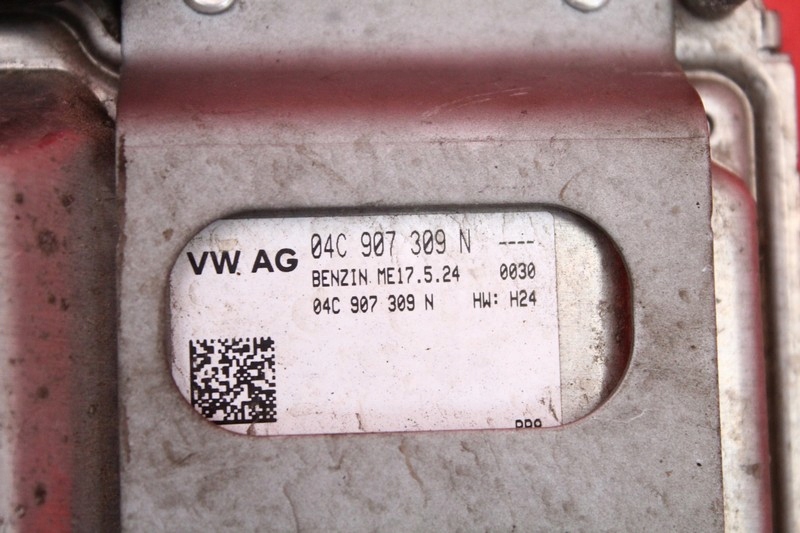 VW AG 04C 907 309 N ----
BENZIN ME17.5.24 0030
04C 907 309 N HW: H24